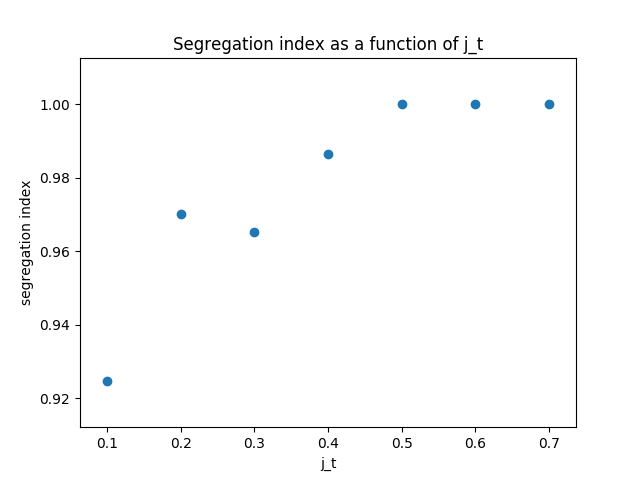 Segregation index as a function of j_t
1.00
0.98
0.96
0.94
0.92
segregation index
0.1 0.2 0.3 0.4 0.5 0.6 0.7
j_t